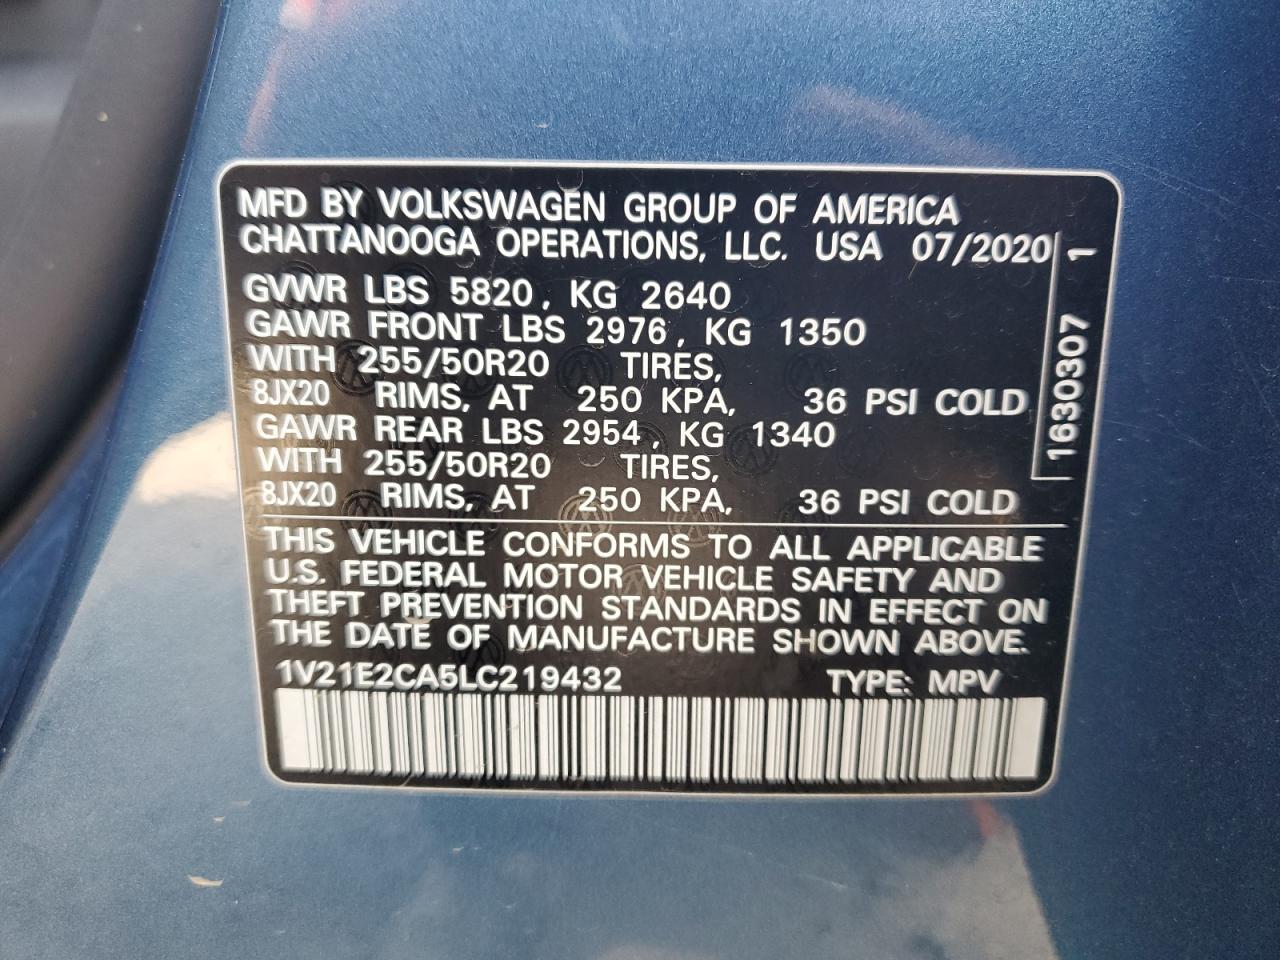 MFD BY VOLKSWAGEN GROUP OF AMERICA
CHATTANOOGA OPERATIONS, LLC. USA 07/2020
GVWR LBS 5820, KG 2640
GAWR FRONT LBS 2976, KG 1350
WITH 255/50R20 TIRES,
8JX20 RIMS, AT 250 KPA, 36 PSI COLD
GAWR REAR LBS 2954, KG 1340
WITH 255/50R20 TIRES,
8JX20 RIMS, AT 250 KPA, 36 PSI COLD
163307 1
THIS VEHICLE CONFORMS TO ALL APPLICABLE
U.S. FEDERAL MOTOR VEHICLE SAFETY AND
THEFT PREVENTION STANDARDS IN EFFECT ON
THE DATE OF MANUFACTURE SHOWN ABOVE.
1V21E2CA5LC219432 TYPE: MPV